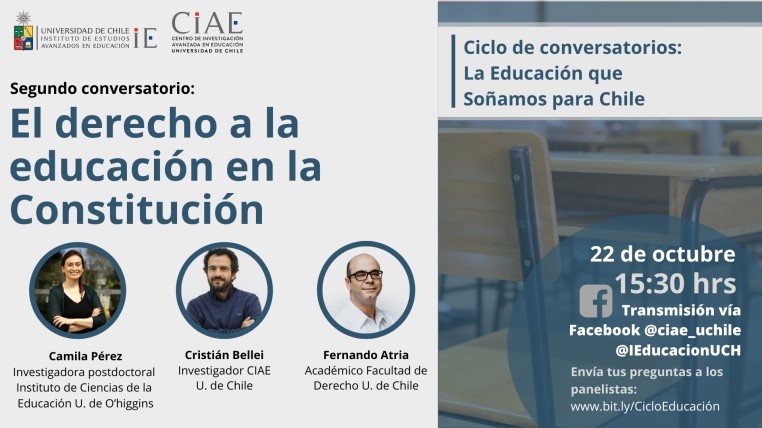 UNIVERSIDAD DE CHILE
INSTITUTO DE ESTUDIOS
AVANZADOS EN EDUCACIÓN
iE
CiAE
CENTRO DE INVESTIGACIÓN
AVANZADA EN EDUCACIÓN
UNIVERSIDAD DE CHILE
Segundo conversatorio:
El derecho a la
educación en la
Constitución
Camila Pérez
Investigadora postdoctoral
Instituto de Ciencias de la
Educación U. de O'higgins
Cristián Bellei
Investigador CIAE
U. de Chile
Fernando Atria
Académico Facultad de
Derecho U. de Chile
Ciclo de conversatorios:
La Educación que
Soñamos para Chile
22 de octubre
15:30 hrs
Transmisión vía
Facebook @ciae_uchile
@IEducacionUCH
Envía tus preguntas a los
panelistas:
www.bit.ly/CicloEducación